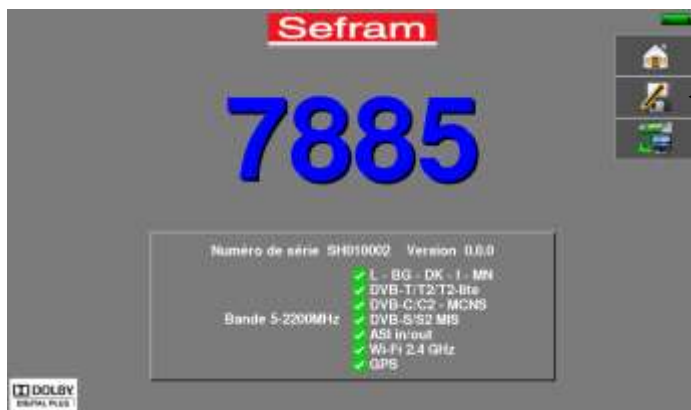 Sefram
7885
Numéro de série SH010002 Version 0.0.0
L - BG - DK - I - MN
DVB-T/T2/T2-lite
DVB-C/C2 - MCNS
Bande 5-2200MHz
DVB-S/S2 MIS
ASI in/out
Wi-Fi 2.4 GHz
GPS
DOLBY
DIGITAL PLUS